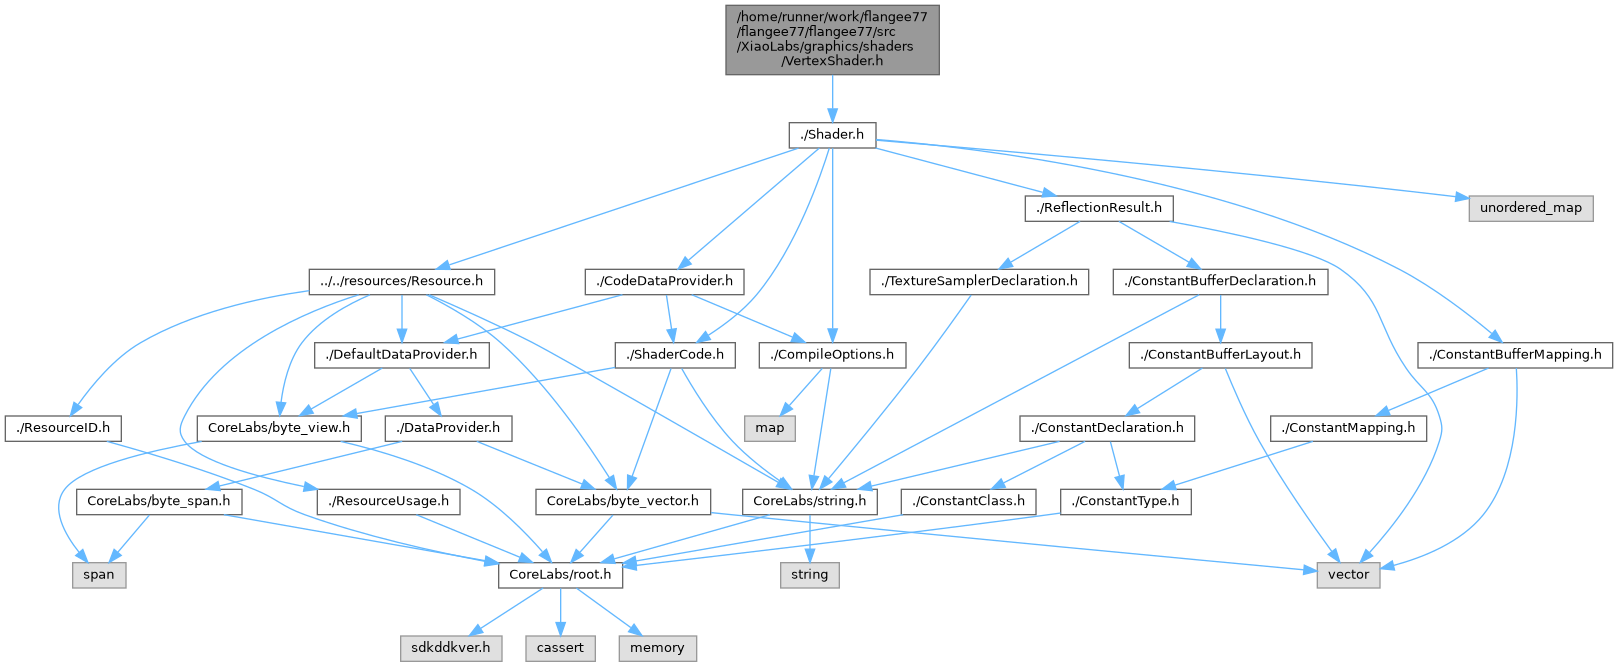 /home/runner/work/flangee77
/flangee77/flangee77/src
/XiaoLabs/graphics/shaders
/VertexShader.h
./Shader.h
./ReflectionResult.h
unordered_map
../../resources/Resource.h
./CodeDataProvider.h
./TextureSamplerDeclaration.h
./ConstantBufferDeclaration.h
./DefaultDataProvider.h
./ShaderCode.h
./CompileOptions.h
./ConstantBufferLayout.h
./ConstantBufferMapping.h
./ResourceID.h
CoreLabs/byte_view.h
./DataProvider.h
map
./ConstantDeclaration.h
./ConstantMapping.h
CoreLabs/byte_span.h
./ResourceUsage.h
CoreLabs/byte_vector.h
CoreLabs/string.h
./ConstantClass.h
./ConstantType.h
span
CoreLabs/root.h
string
vector
sdkddkver.h
cassert
memory